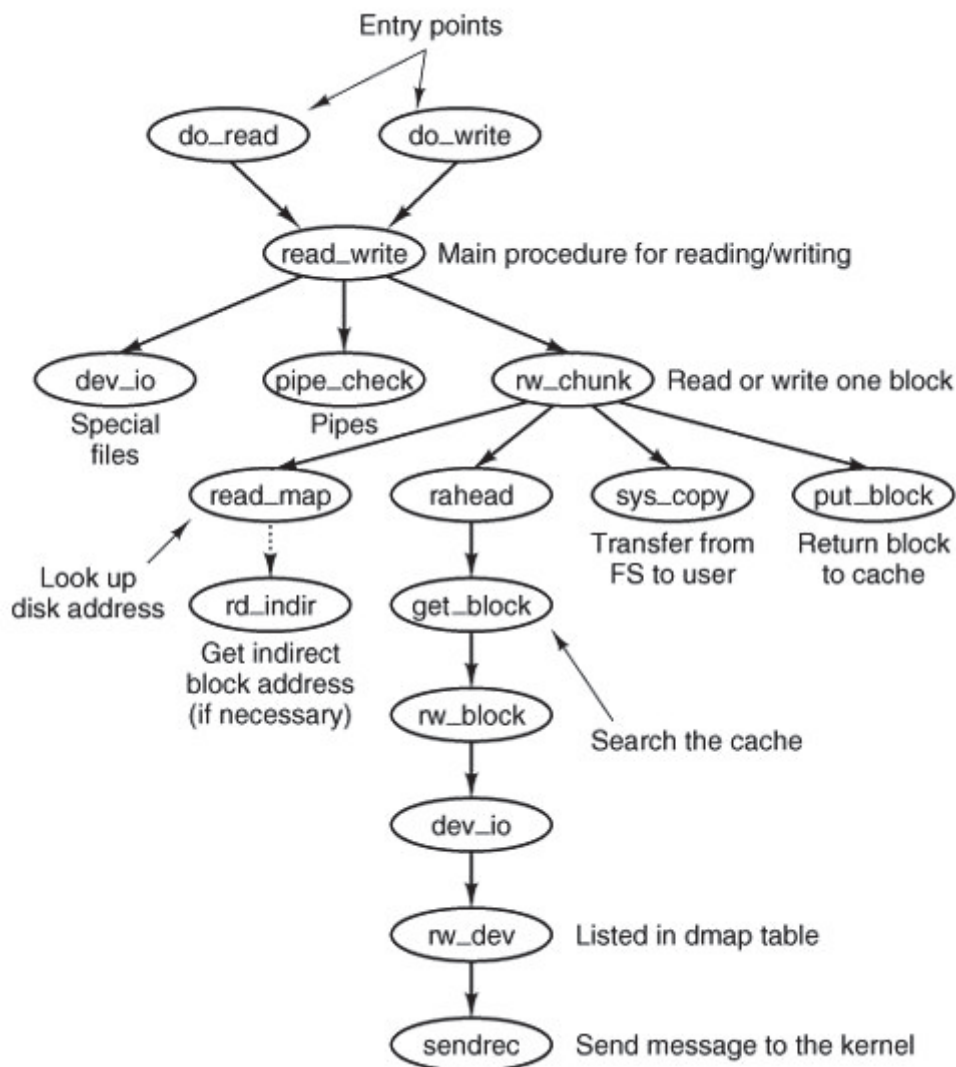 Entry points
do_read
do_write
read_write
Main procedure for reading/writing
dev_io
pipe_check
rw_chunk
Read or write one block
Special
files
Pipes
read_map
rahead
sys_copy
put_block
Look up
disk address
Transfer from
FS to user
Return block
to cache
rd_indir
get_block
Get indirect
block address
(if necessary)
rw_block
Search the cache
dev_io
rw_dev
Listed in dmap table
sendrec
Send message to the kernel